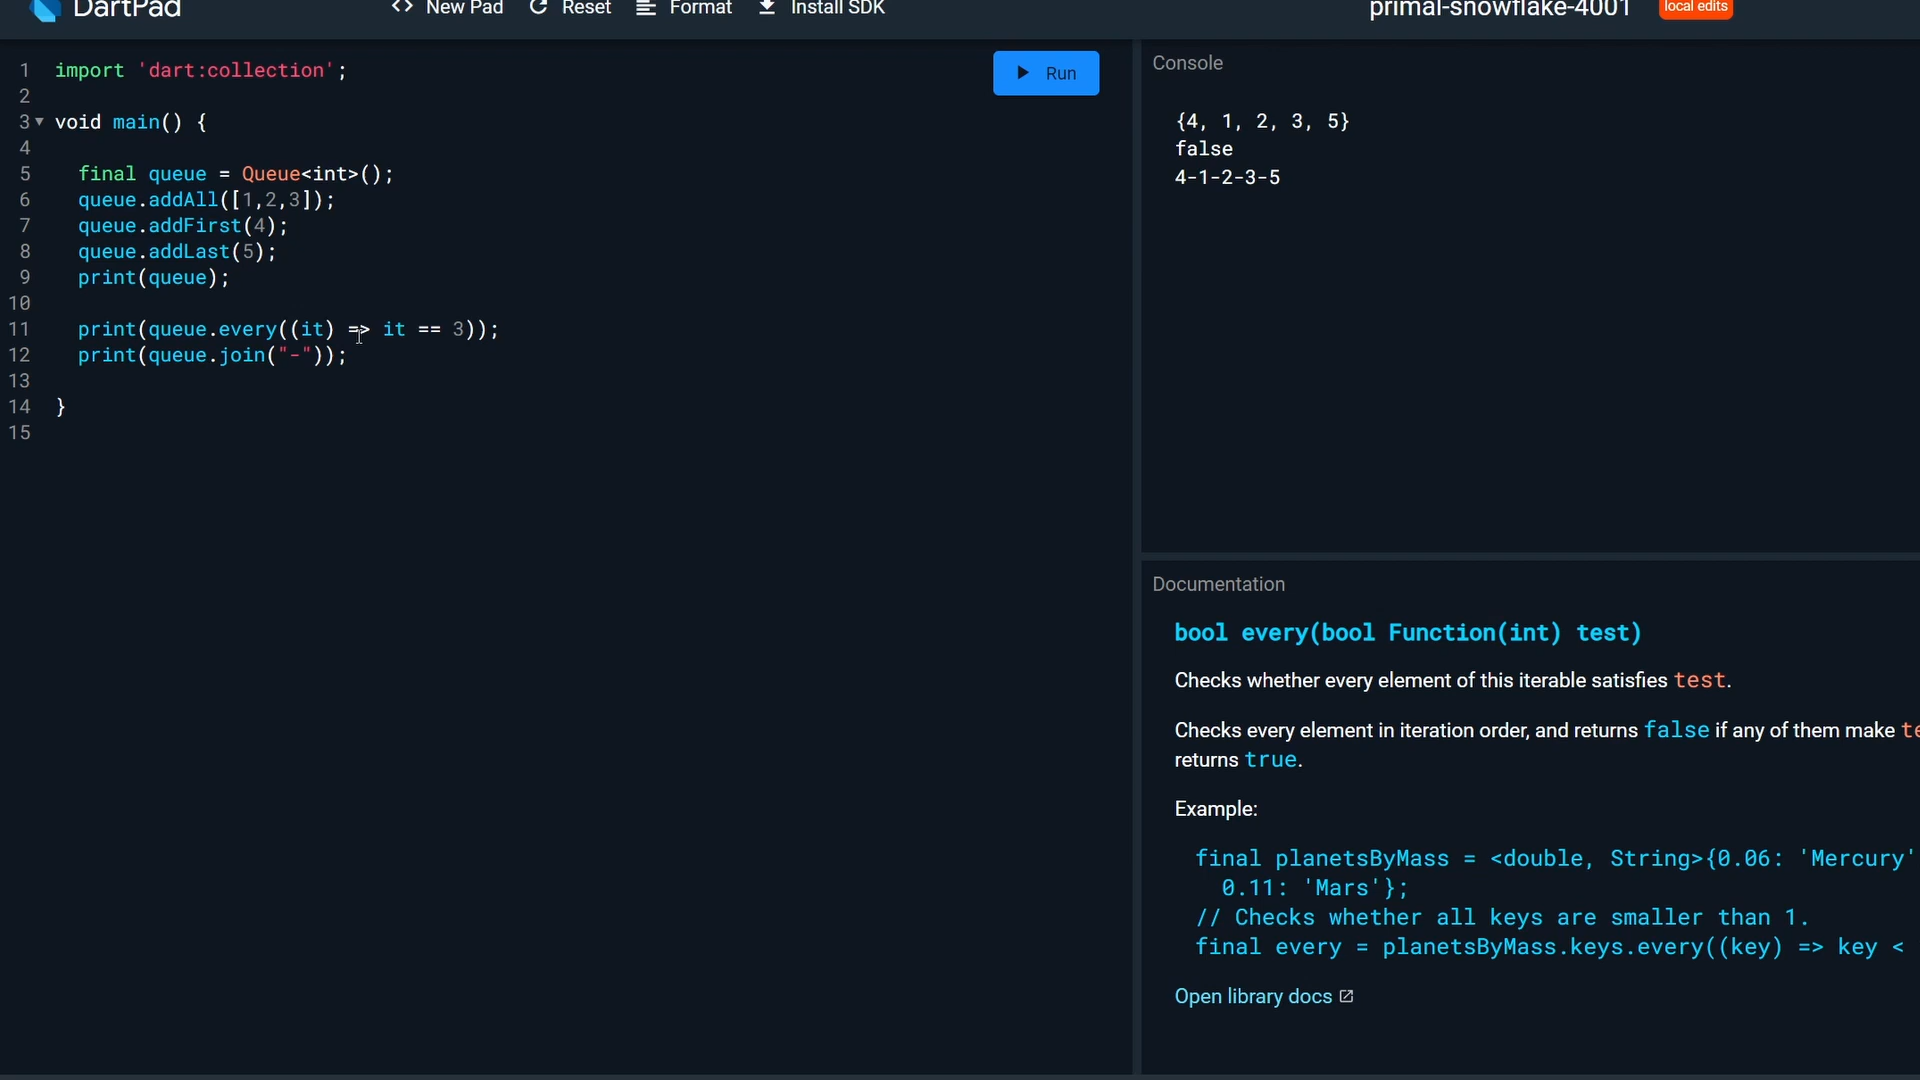 DartPad
<> New Pad Reset Format Install SDK
primal-snowflake-4001 local edits
1 import 'dart:collection';
2
3 void main() {
4
5 final queue = Queue<int>();
6 queue.addAll([1,2,3]);
7 queue.addFirst(4);
8 queue.addLast(5);
9 print(queue);
10
11 print(queue.every((it) => it == 3));
12 print(queue.join("-"));
13
14 }
15
Run
Console
{4, 1, 2, 3, 5}
false
4-1-2-3-5
Documentation
bool every(bool Function(int) test)
Checks whether every element of this iterable satisfies test.
Checks every element in iteration order, and returns false if any of them make
returns true.
Example:
final planetsByMass = <double, String>{0.06: 'Mercury'
0.11: 'Mars'};
// Checks whether all keys are smaller than 1.
final every = planetsByMass.keys.every((key) => key <
Open library docs